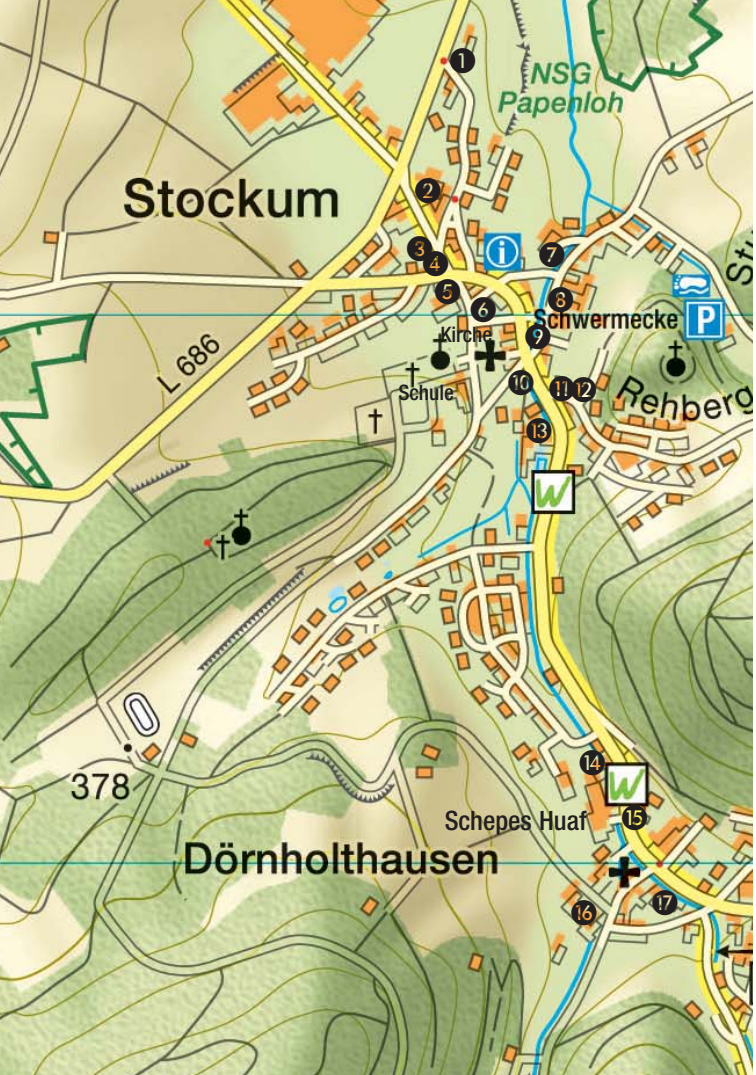 1
NSG
Papenloh
Stockum
2
3
4
i
7
5
8
6
Schwermecke
P
Kirche
9
L 686
Schule
10
11
12
Rehberg
13
W
378
14
W
Schepes Huaf
15
Dörnholthausen
16
17